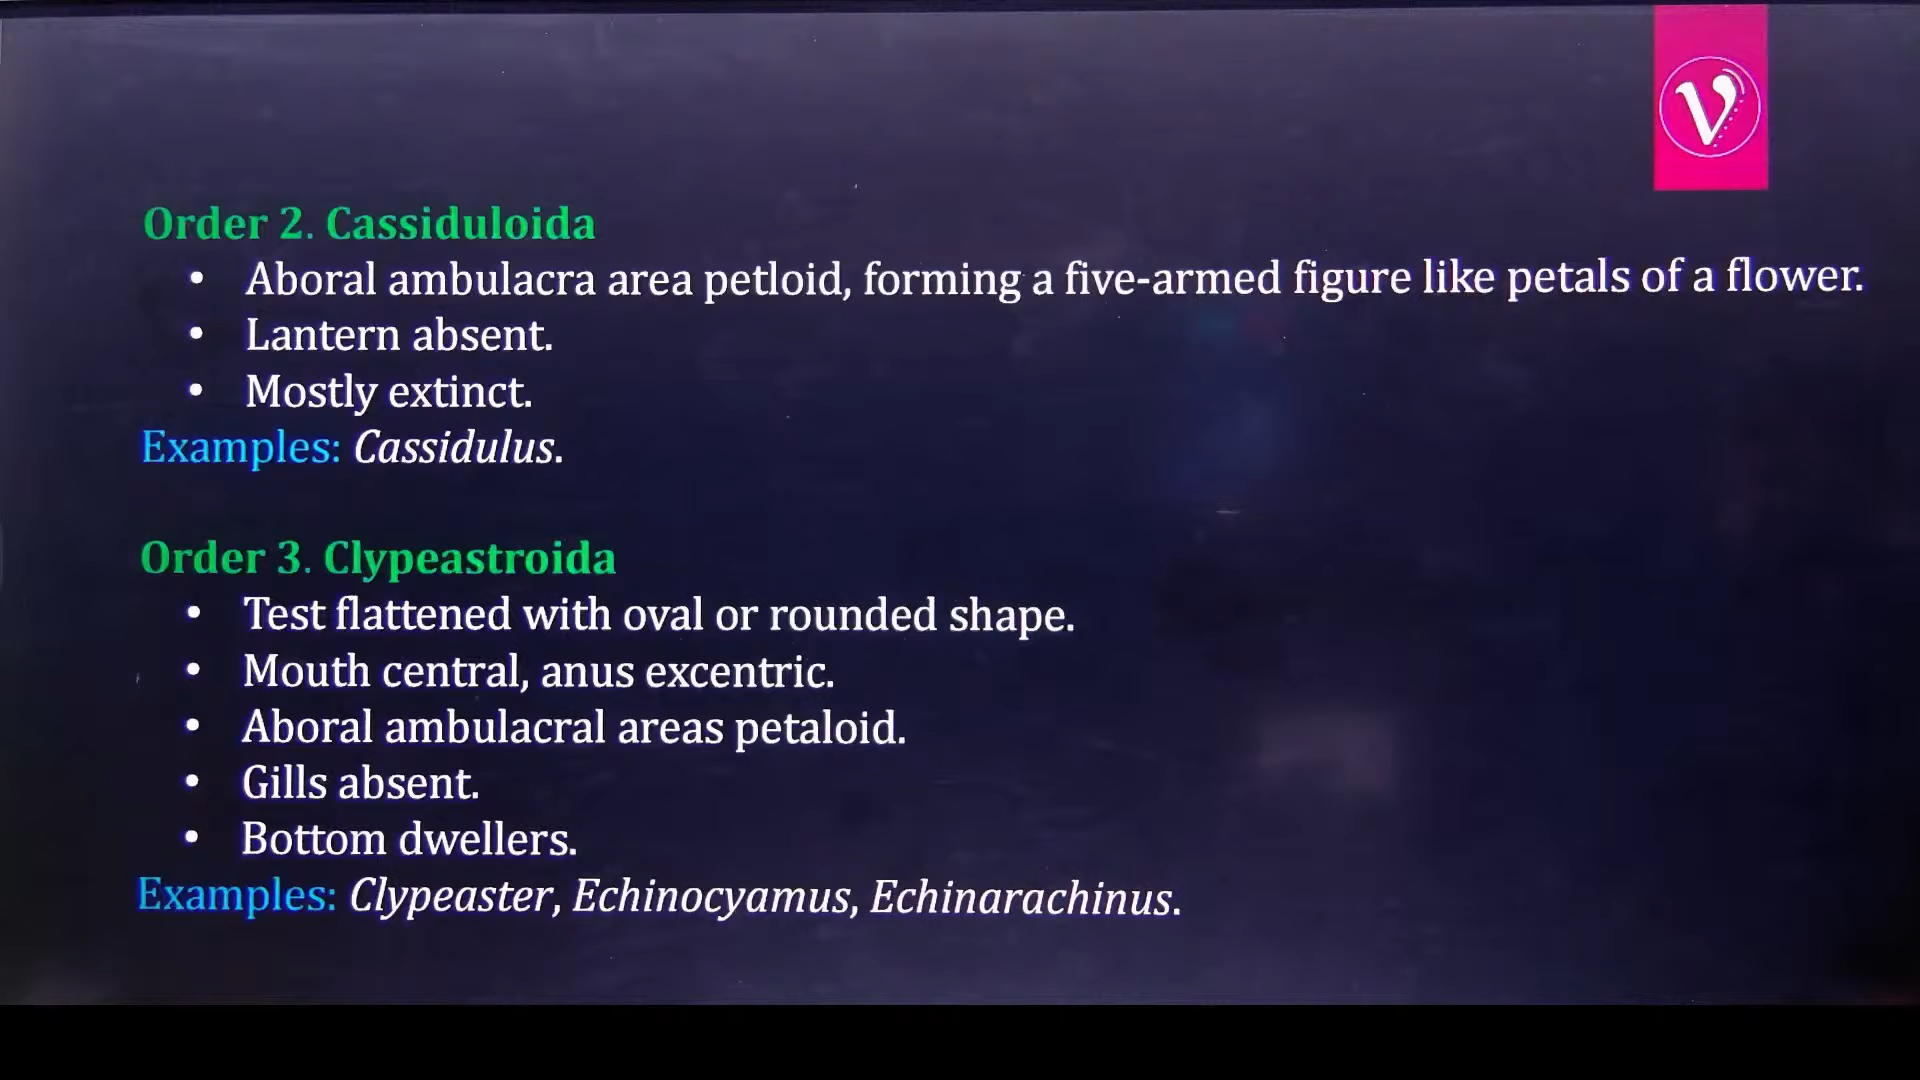 V
Order 2. Cassiduloida
• Aboral ambulacra area petloid, forming a five-armed figure like petals of a flower.
• Lantern absent.
• Mostly extinct.
Examples: Cassidulus.
Order 3. Clypeastroida
• Test flattened with oval or rounded shape.
• Mouth central, anus excentric.
• Aboral ambulacral areas petaloid.
• Gills absent.
• Bottom dwellers.
Examples: Clypeaster, Echinocyamus, Echinarachinus.